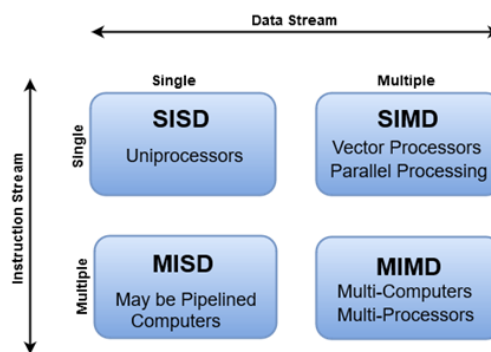 Data Stream
Single
Multiple
Instruction Stream
Single
SISD
Uniprocessors
SIMD
Vector Processors
Parallel Processing
Multiple
MISD
May be Pipelined
Computers
MIMD
Multi-Computers
Multi-Processors